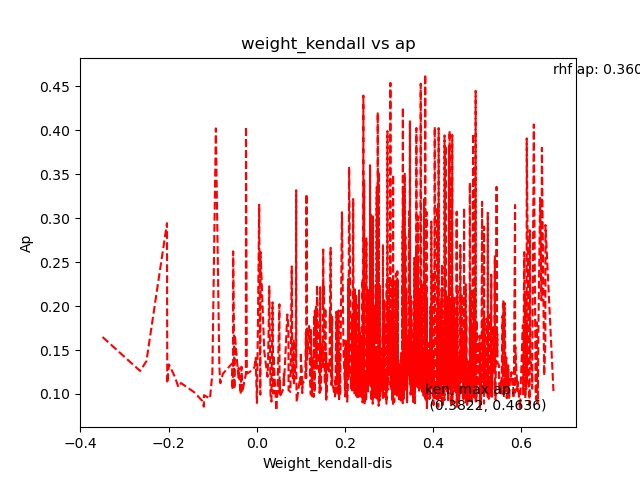 weight_kendall vs ap
rhf ap: 0.360
0.45
0.40
0.35
0.30
0.25
0.20
0.15
0.10
Ap
ken, max ap:
(0.3822, 0.4636)
−0.4 −0.2 0.0 0.2 0.4 0.6
Weight_kendall-dis